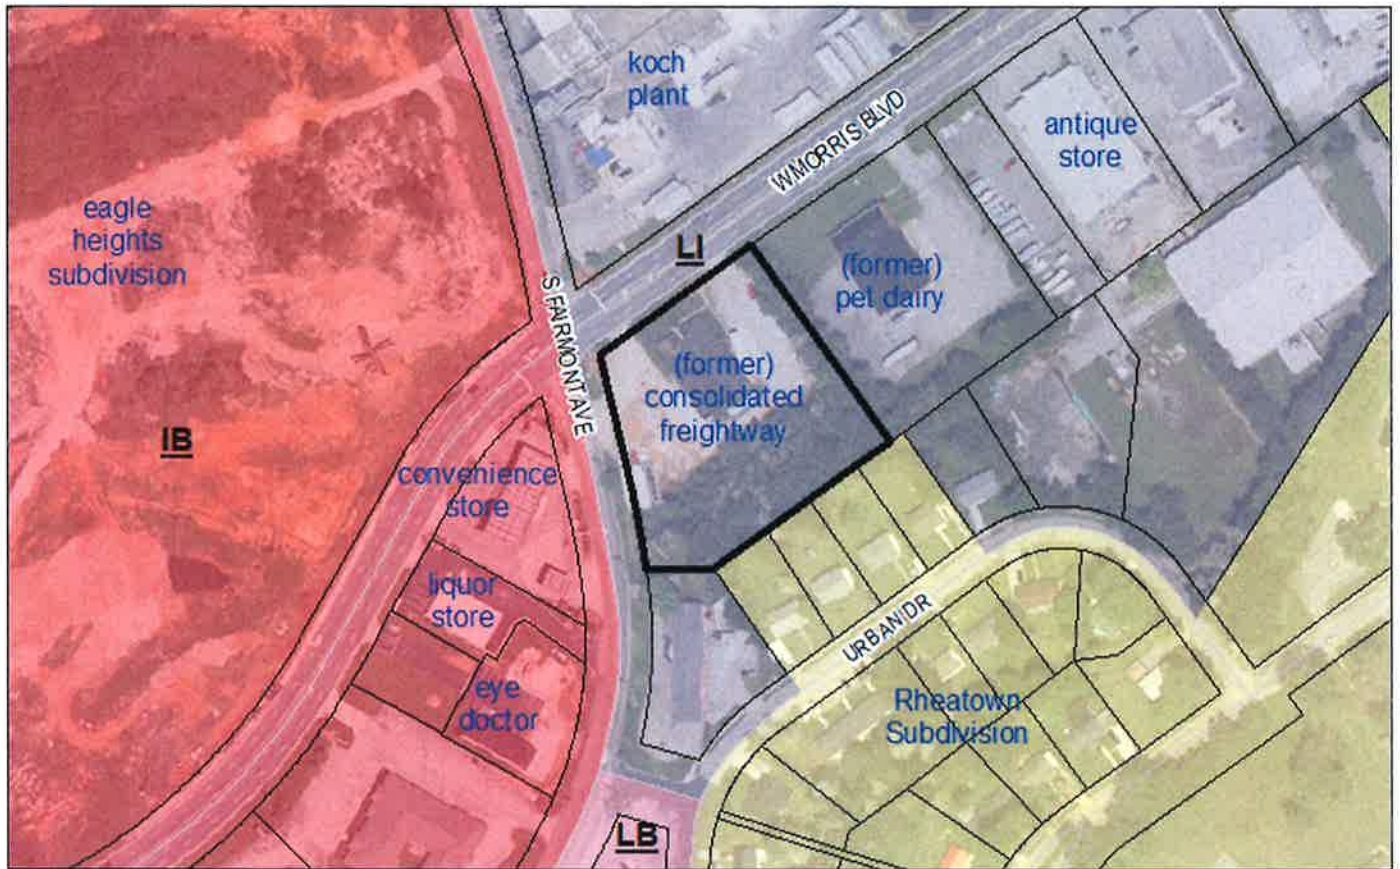 koch
plant
W MORRIS BLVD
antique
store
eagle
heights
subdivision
LI
(former)
pet dairy
S FAIRMONT AVE
(former)
consolidated
freightway
IB
convenience
store
liquor
store
URBAN DR
eye
doctor
Rheatown
Subdivision
LB